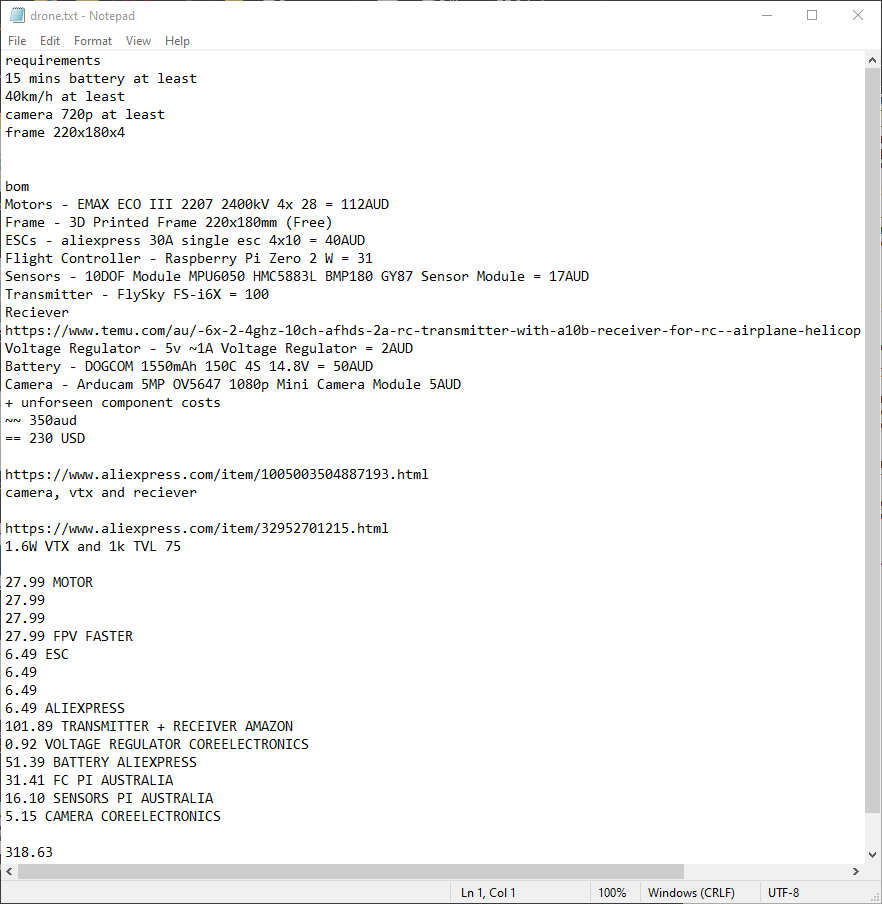 drone.txt - Notepad
File Edit Format View Help
requirements
15 mins battery at least
40km/h at least
camera 720p at least
frame 220x180x4
bom
Motors - EMAX ECO III 2207 2400kV 4x 28 = 112AUD
Frame - 3D Printed Frame 220x180mm (Free)
ESCs - aliexpress 30A single esc 4x10 = 40AUD
Flight Controller - Raspberry Pi Zero 2 W = 31
Sensors - 10DOF Module MPU6050 HMC5883L BMP180 GY87 Sensor Module = 17AUD
Transmitter - FlySky FS-i6X = 100
Reciever
https://www.temu.com/au/-6x-2-4ghz-10ch-afhds-2a-rc-transmitter-with-a10b-receiver-for-rc--airplane-helicop
Voltage Regulator - 5v ~1A Voltage Regulator = 2AUD
Battery - DOGCOM 1550mAh 150C 4S 14.8V = 50AUD
Camera - Arducam 5MP OV5647 1080p Mini Camera Module 5AUD
+ unforseen component costs
~~ 350aud
== 230 USD
https://www.aliexpress.com/item/1005003504887193.html
camera, vtx and reciever
https://www.aliexpress.com/item/32952701215.html
1.6W VTX and 1k TVL 75
27.99 MOTOR
27.99
27.99
27.99 FPV FASTER
6.49 ESC
6.49
6.49
6.49 ALIEXPRESS
101.89 TRANSMITTER + RECEIVER AMAZON
0.92 VOLTAGE REGULATOR COREELECTRONICS
51.39 BATTERY ALIEXPRESS
31.41 FC PI AUSTRALIA
16.10 SENSORS PI AUSTRALIA
5.15 CAMERA COREELECTRONICS
318.63
Ln 1, Col 1 100% Windows (CRLF) UTF-8